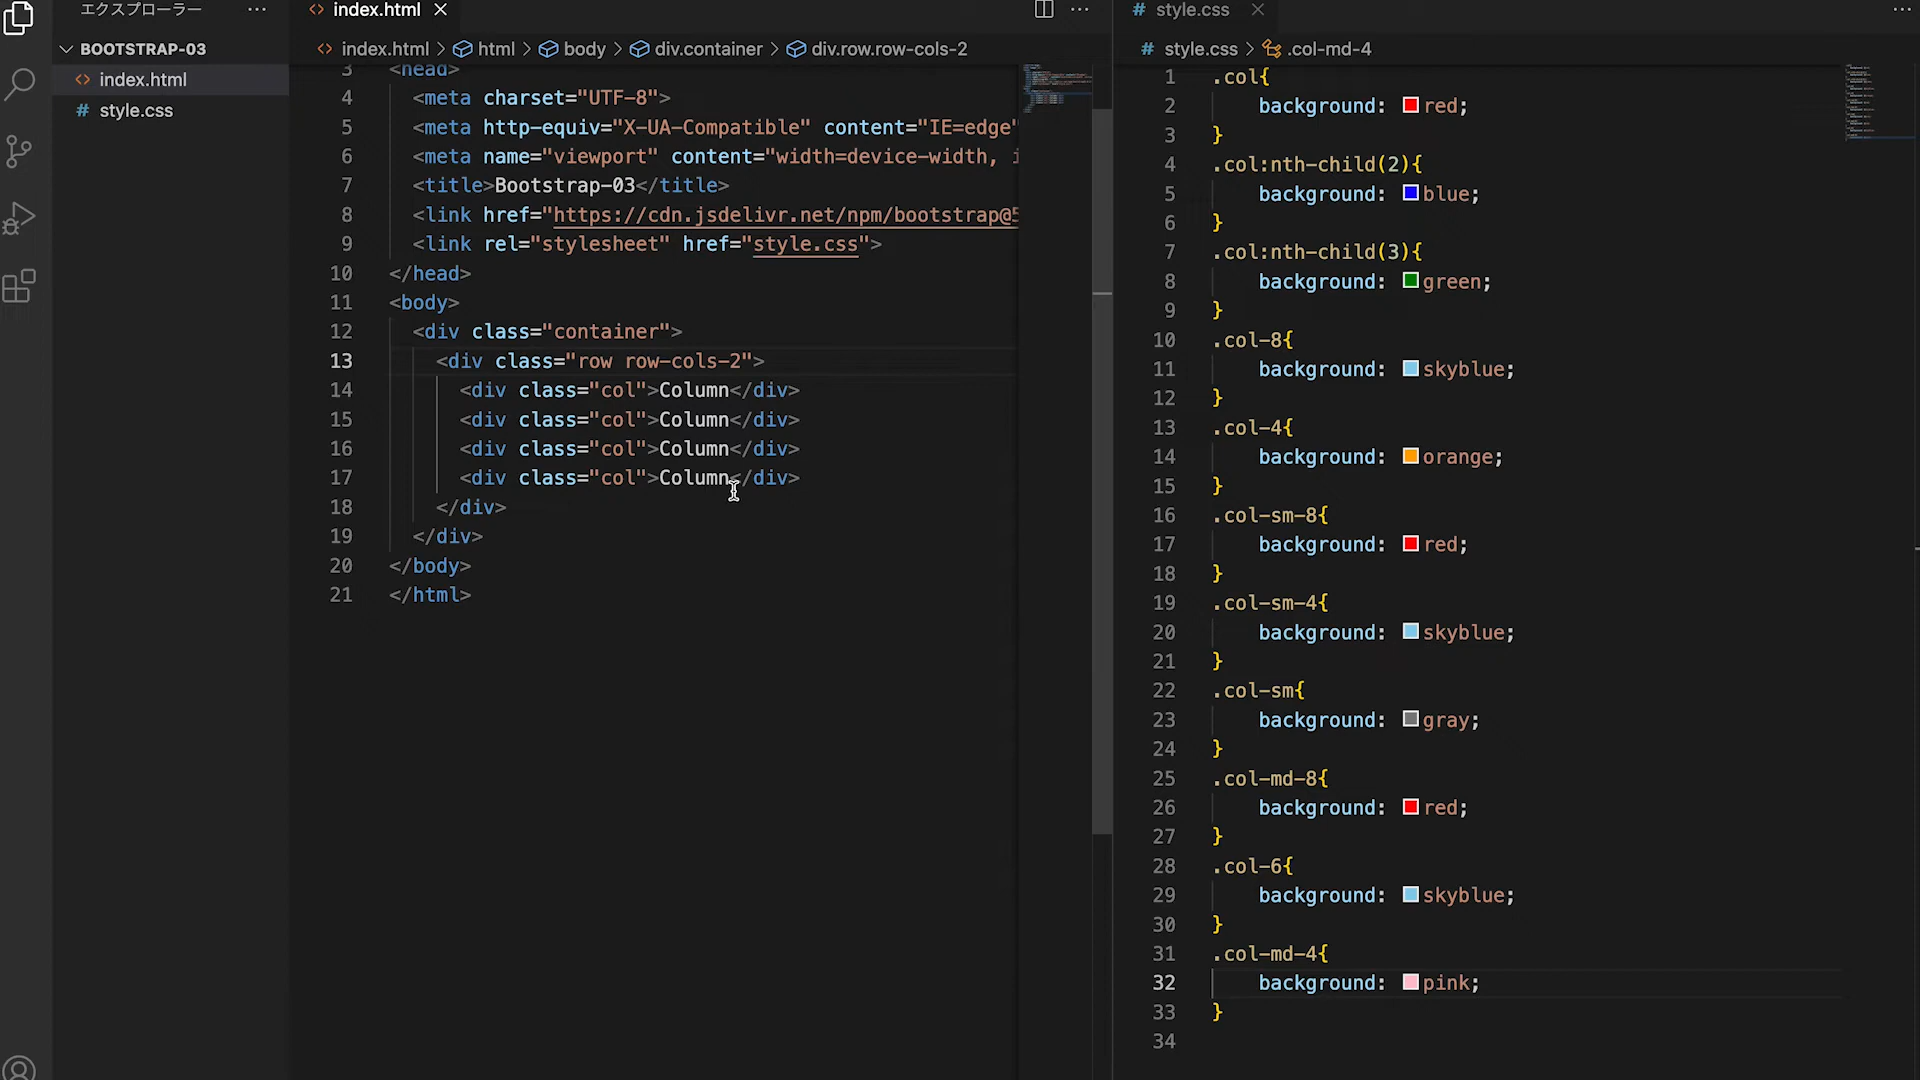 エクスプローラー
BOOTSTRAP-03
index.html
style.css
index.html
index.html > html > body > div.container > div.row.row-cols-2
3 <head>
4 <meta charset="UTF-8">
5 <meta http-equiv="X-UA-Compatible" content="IE=edge"
6 <meta name="viewport" content="width=device-width, i
7 <title>Bootstrap-03</title>
8 <link href="https://cdn.jsdelivr.net/npm/bootstrap@5
9 <link rel="stylesheet" href="style.css">
10 </head>
11 <body>
12 <div class="container">
13 <div class="row row-cols-2">
14 <div class="col">Column</div>
15 <div class="col">Column</div>
16 <div class="col">Column</div>
17 <div class="col">Column</div>
18 </div>
19 </div>
20 </body>
21 </html>
# style.css
# style.css > .col-md-4
1 .col{
2 background: red;
3 }
4 .col:nth-child(2){
5 background: blue;
6 }
7 .col:nth-child(3){
8 background: green;
9 }
10 .col-8{
11 background: skyblue;
12 }
13 .col-4{
14 background: orange;
15 }
16 .col-sm-8{
17 background: red;
18 }
19 .col-sm-4{
20 background: skyblue;
21 }
22 .col-sm{
23 background: gray;
24 }
25 .col-md-8{
26 background: red;
27 }
28 .col-6{
29 background: skyblue;
30 }
31 .col-md-4{
32 background: pink;
33 }
34